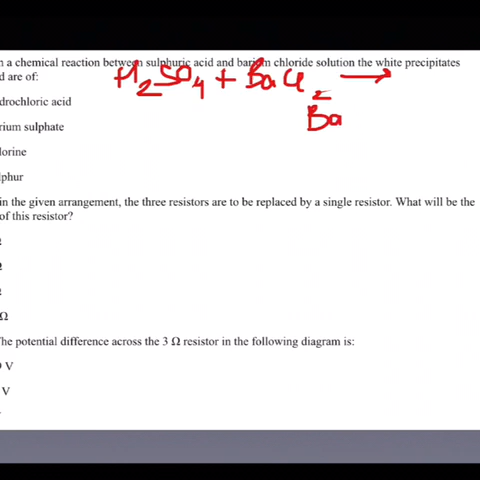 n a chemical reaction between sulphuric acid and barium chloride solution the white precipitates
d are of:
H2SO4 + BaCl2 →
Ba
drochloric acid
rium sulphate
lorine
lphur
in the given arrangement, the three resistors are to be replaced by a single resistor. What will be the
of this resistor?
Ω
The potential difference across the 3 Ω resistor in the following diagram is:
V
V